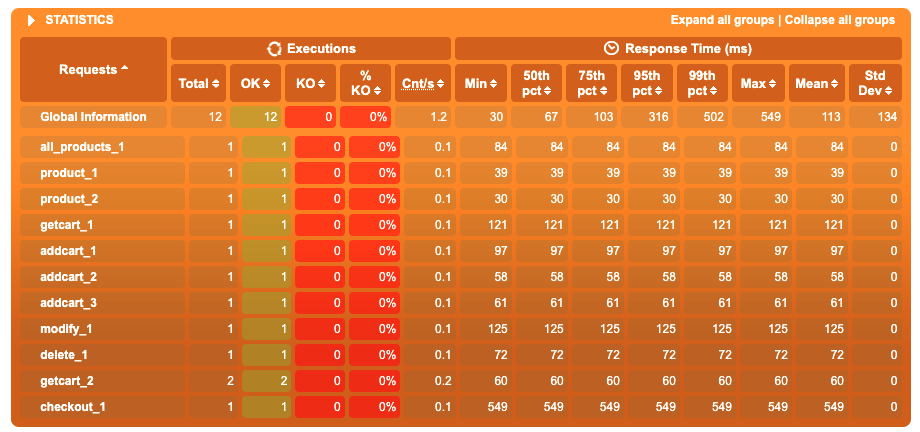 STATISTICS Expand all groups | Collapse all groups
Executions Response Time (ms)
Requests Total OK KO % KO Cnt/s Min 50th pct 75th pct 95th pct 99th pct Max Mean Std Dev
Global Information 12 12 0 0% 1.2 30 67 103 316 502 549 113 134
all_products_1 1 1 0 0% 0.1 84 84 84 84 84 84 84 0
product_1 1 1 0 0% 0.1 39 39 39 39 39 39 39 0
product_2 1 1 0 0% 0.1 30 30 30 30 30 30 30 0
getcart_1 1 1 0 0% 0.1 121 121 121 121 121 121 121 0
addcart_1 1 1 0 0% 0.1 97 97 97 97 97 97 97 0
addcart_2 1 1 0 0% 0.1 58 58 58 58 58 58 58 0
addcart_3 1 1 0 0% 0.1 61 61 61 61 61 61 61 0
modify_1 1 1 0 0% 0.1 125 125 125 125 125 125 125 0
delete_1 1 1 0 0% 0.1 72 72 72 72 72 72 72 0
getcart_2 2 2 0 0% 0.2 60 60 60 60 60 60 60 0
checkout_1 1 1 0 0% 0.1 549 549 549 549 549 549 549 0